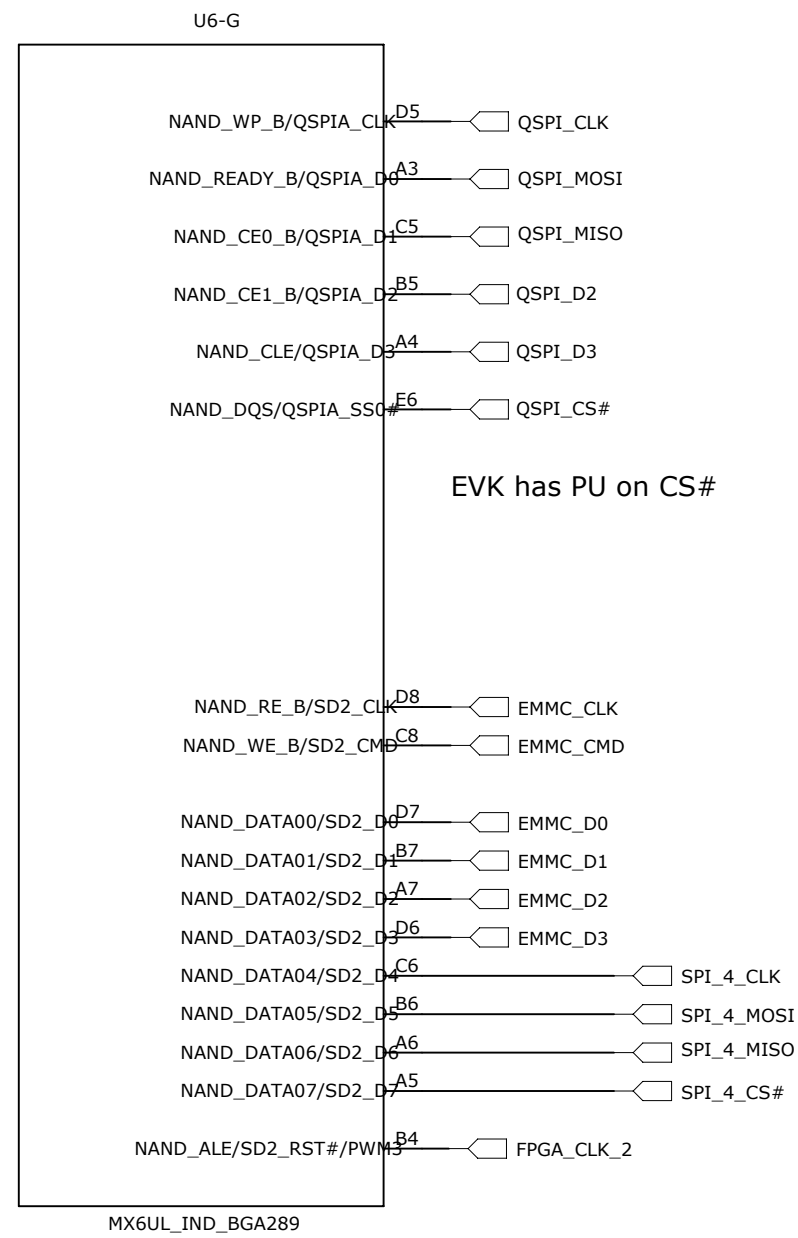 U6-G
NAND_WP_B/QSPIA_CLK D5 QSPI_CLK
NAND_READY_B/QSPIA_D0 A3 QSPI_MOSI
NAND_CE0_B/QSPIA_D1 C5 QSPI_MISO
NAND_CE1_B/QSPIA_D2 B5 QSPI_D2
NAND_CLE/QSPIA_D3 A4 QSPI_D3
NAND_DQS/QSPIA_SS0# E6 QSPI_CS#
EVK has PU on CS#
NAND_RE_B/SD2_CLK D8 EMMC_CLK
NAND_WE_B/SD2_CMD C8 EMMC_CMD
NAND_DATA00/SD2_D0 D7 EMMC_D0
NAND_DATA01/SD2_D1 B7 EMMC_D1
NAND_DATA02/SD2_D2 A7 EMMC_D2
NAND_DATA03/SD2_D3 D6 EMMC_D3
NAND_DATA04/SD2_D4 C6 SPI_4_CLK
NAND_DATA05/SD2_D5 B6 SPI_4_MOSI
NAND_DATA06/SD2_D6 A6 SPI_4_MISO
NAND_DATA07/SD2_D7 A5 SPI_4_CS#
NAND_ALE/SD2_RST#/PWM3 B4 FPGA_CLK_2
MX6UL_IND_BGA289